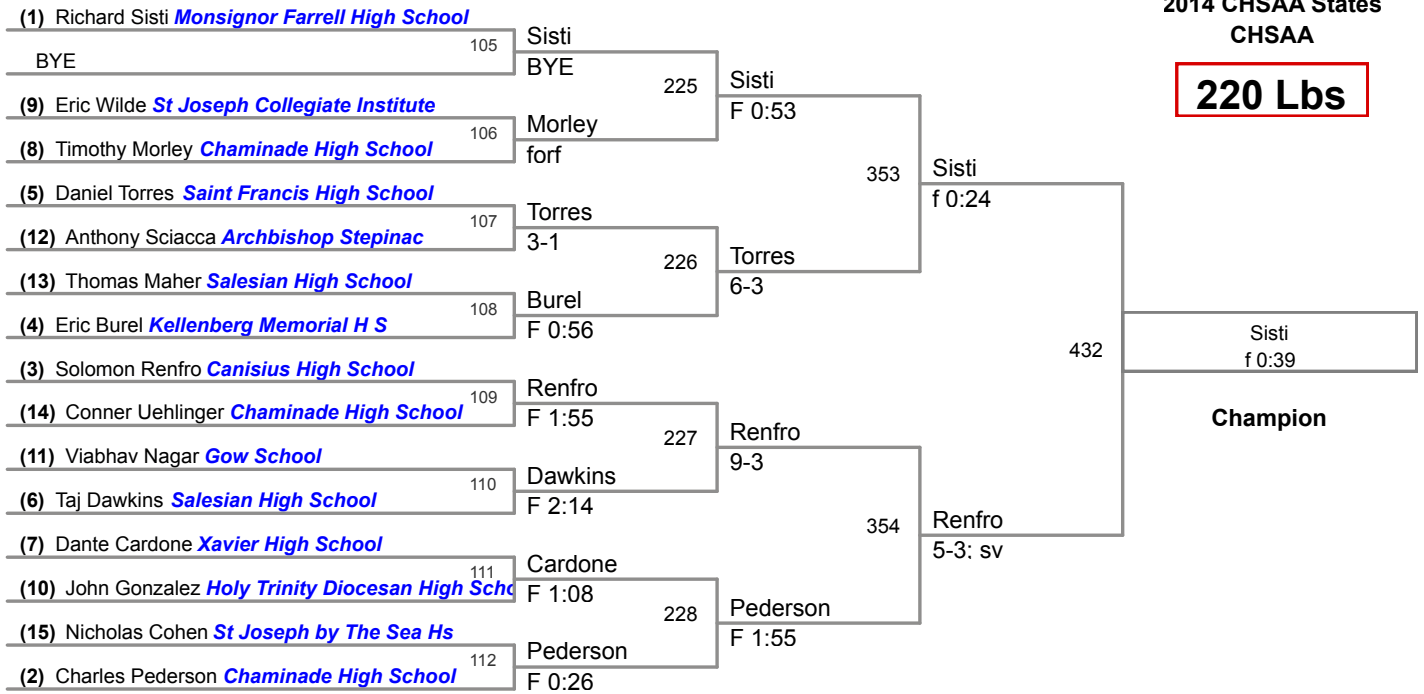 2014 CHSAA States
CHSAA
220 Lbs
(1) Richard Sisti Monsignor Farrell High School
BYE
(9) Eric Wilde St Joseph Collegiate Institute
(8) Timothy Morley Chaminade High School
(5) Daniel Torres Saint Francis High School
(12) Anthony Sciacca Archbishop Stepinac
(13) Thomas Maher Salesian High School
(4) Eric Burel Kellenberg Memorial H S
(3) Solomon Renfro Canisius High School
(14) Conner Uehlinger Chaminade High School
(11) Viabhav Nagar Gow School
(6) Taj Dawkins Salesian High School
(7) Dante Cardone Xavier High School
(10) John Gonzalez Holy Trinity Diocesan High Scho
(15) Nicholas Cohen St Joseph by The Sea Hs
(2) Charles Pederson Chaminade High School
105
106
107
108
109
110
111
112
Sisti
BYE
Morley
forf
Torres
3-1
Burel
F 0:56
Renfro
F 1:55
Dawkins
F 2:14
Cardone
F 1:08
Pederson
F 0:26
225
226
227
228
Sisti
F 0:53
Torres
6-3
Renfro
9-3
Pederson
F 1:55
353
354
Sisti
f 0:24
Renfro
5-3; sv
432
Sisti
f 0:39
Champion